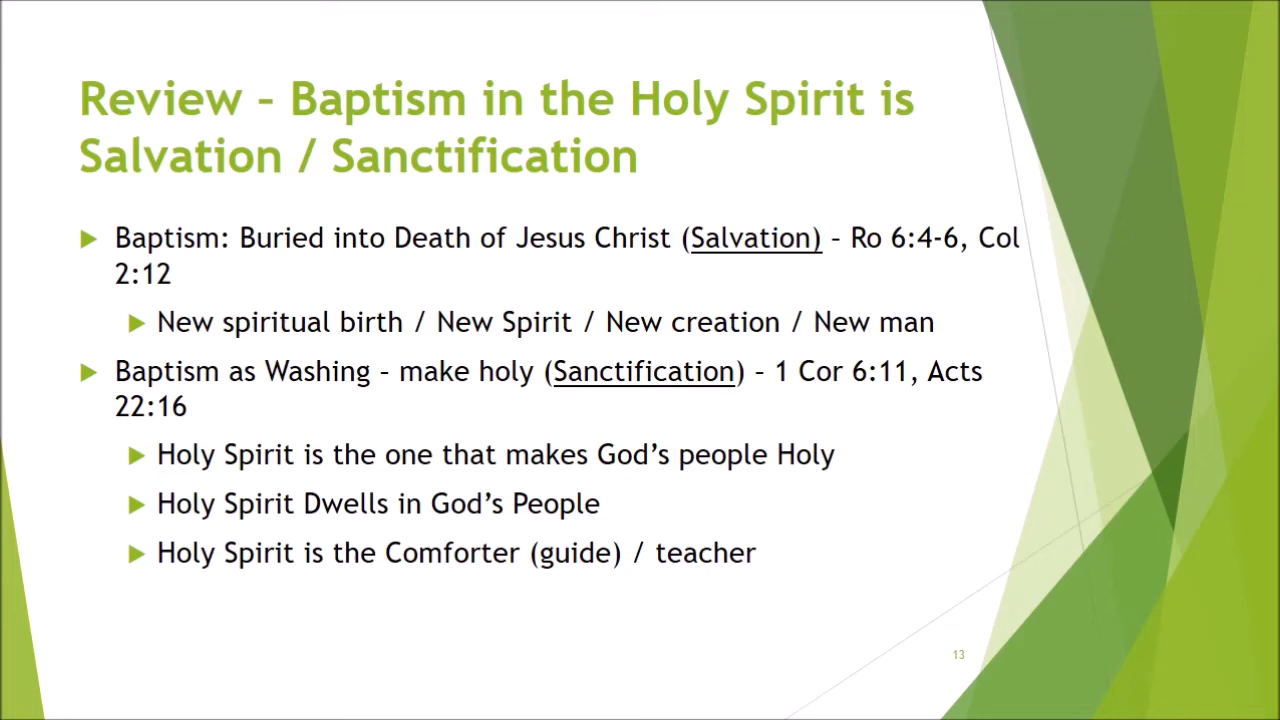 Review – Baptism in the Holy Spirit is
Salvation / Sanctification
Baptism: Buried into Death of Jesus Christ (Salvation) – Ro 6:4-6, Col
2:12
New spiritual birth / New Spirit / New creation / New man
Baptism as Washing – make holy (Sanctification) – 1 Cor 6:11, Acts
22:16
Holy Spirit is the one that makes God’s people Holy
Holy Spirit Dwells in God’s People
Holy Spirit is the Comforter (guide) / teacher
13